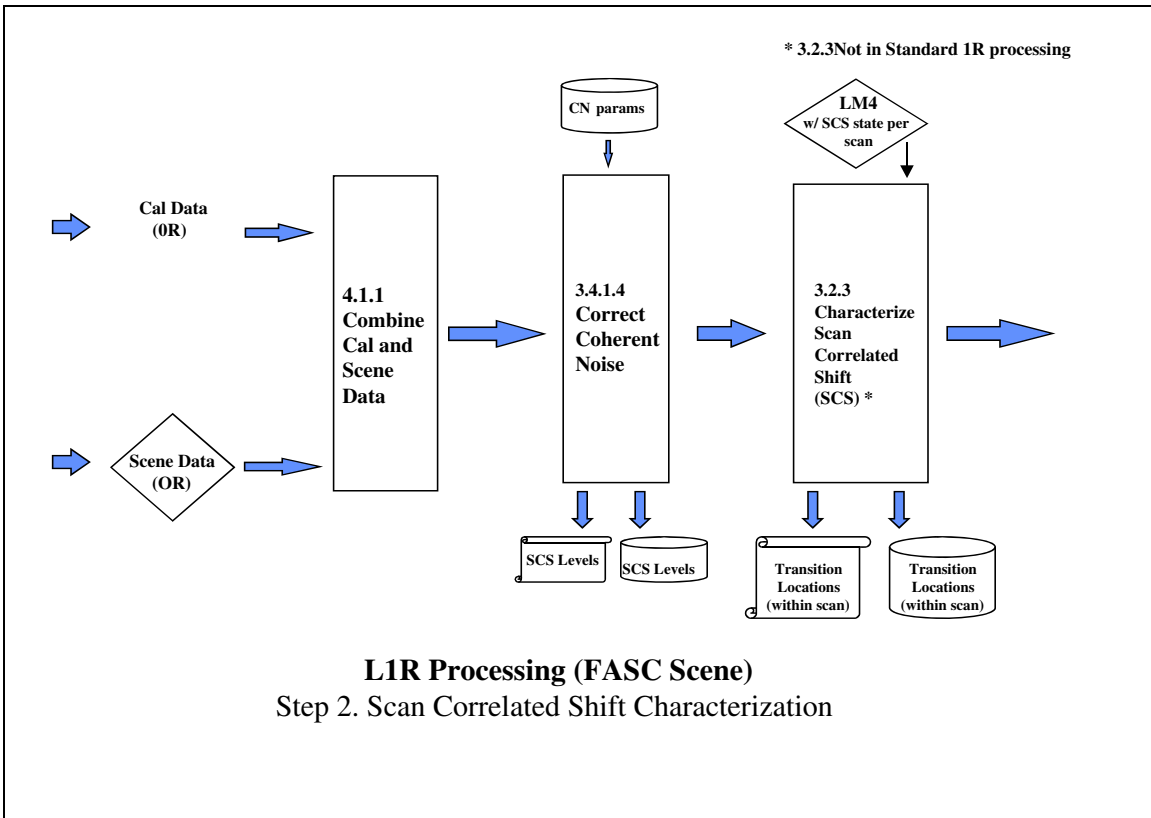 * 3.2.3Not in Standard 1R processing
CN params
LM4
w/ SCS state per
scan
Cal Data
(0R)
4.1.1
Combine
Cal and
Scene
Data
3.4.1.4
Correct
Coherent
Noise
3.2.3
Characterize
Scan
Correlated
Shift
(SCS) *
Scene Data
(OR)
SCS Levels
SCS Levels
Transition
Locations
(within scan)
Transition
Locations
(within scan)
L1R Processing (FASC Scene)
Step 2. Scan Correlated Shift Characterization